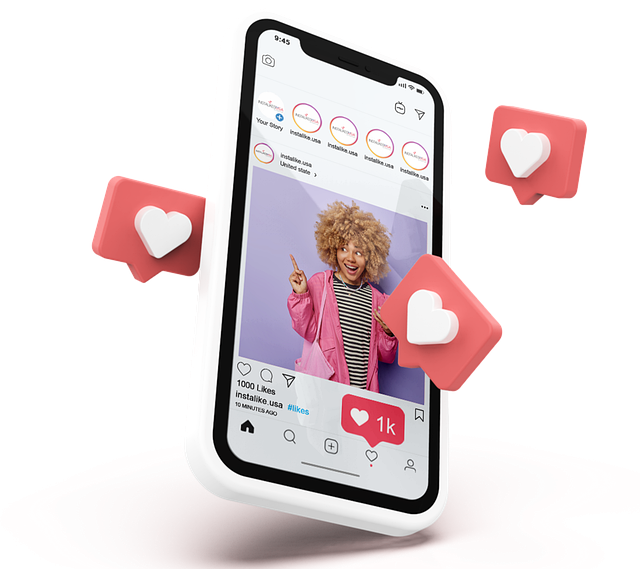 9:45
Your Story
instalike.usa
instalike.usa
instalike.usa
instalike.usa
instalike.usa
United state >
1000 Likes
instalike.usa #likes
10 MINUTES AGO
1k